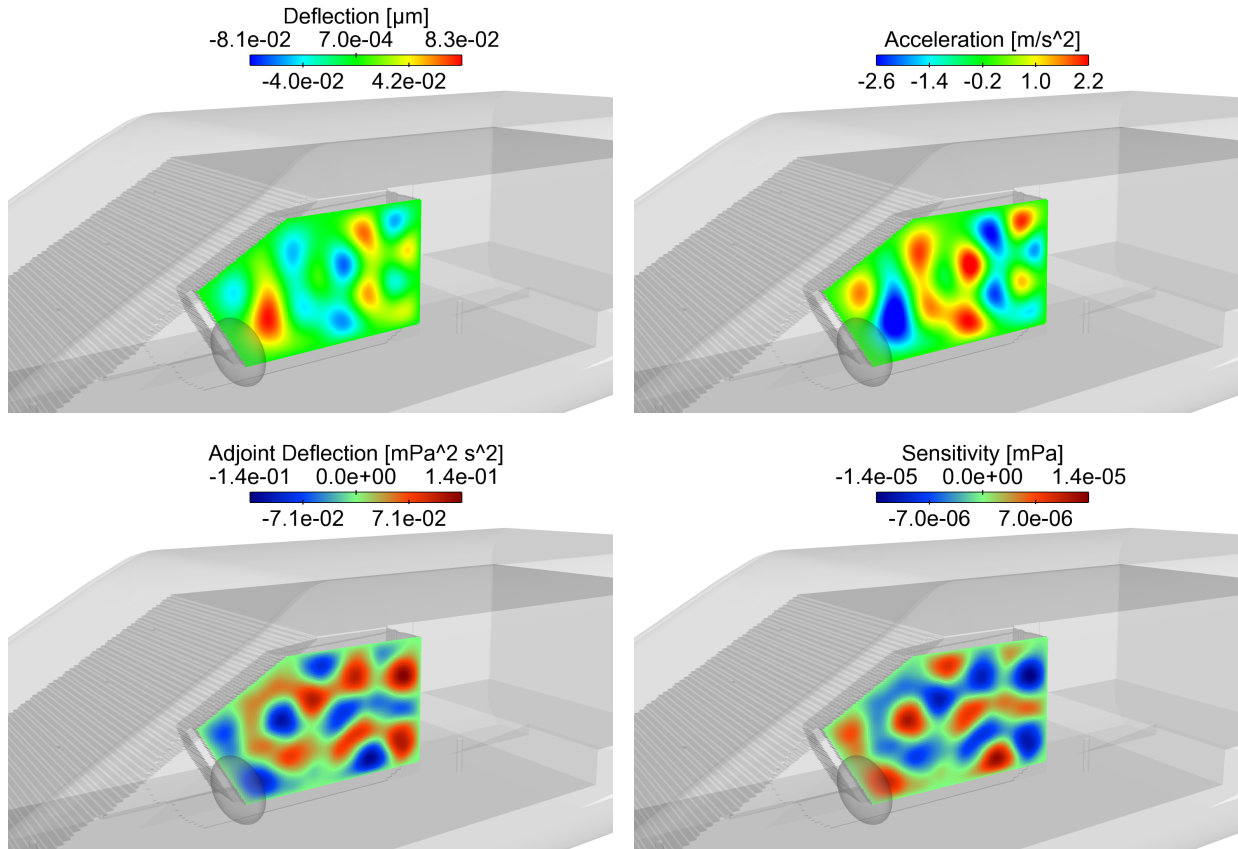 Deflection [µm]
-8.1e-02 7.0e-04 8.3e-02
-4.0e-02 4.2e-02
Acceleration [m/s^2]
-2.6 -1.4 -0.2 1.0 2.2
Adjoint Deflection [mPa^2 s^2]
-1.4e-01 0.0e+00 1.4e-01
-7.1e-02 7.1e-02
Sensitivity [mPa]
-1.4e-05 0.0e+00 1.4e-05
-7.0e-06 7.0e-06